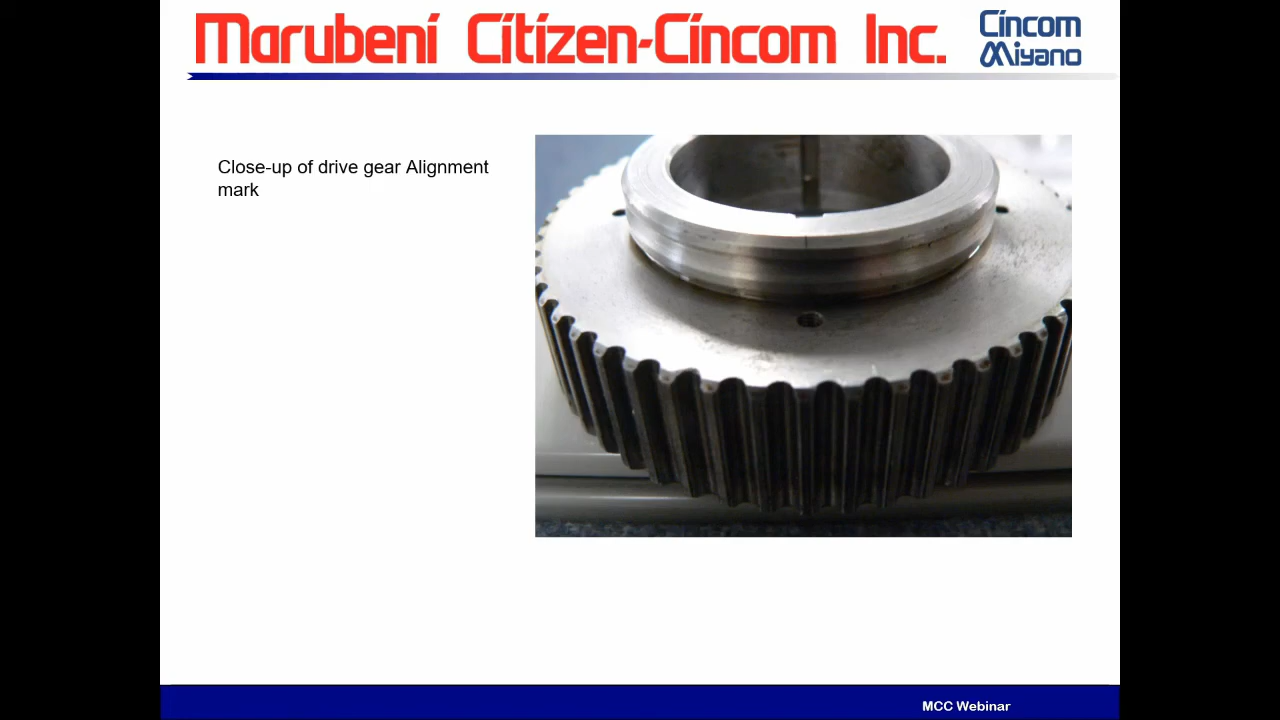 Marubeni Citizen-Cincom Inc.
Cincom
Miyano
Close-up of drive gear Alignment
mark
MCC Webinar